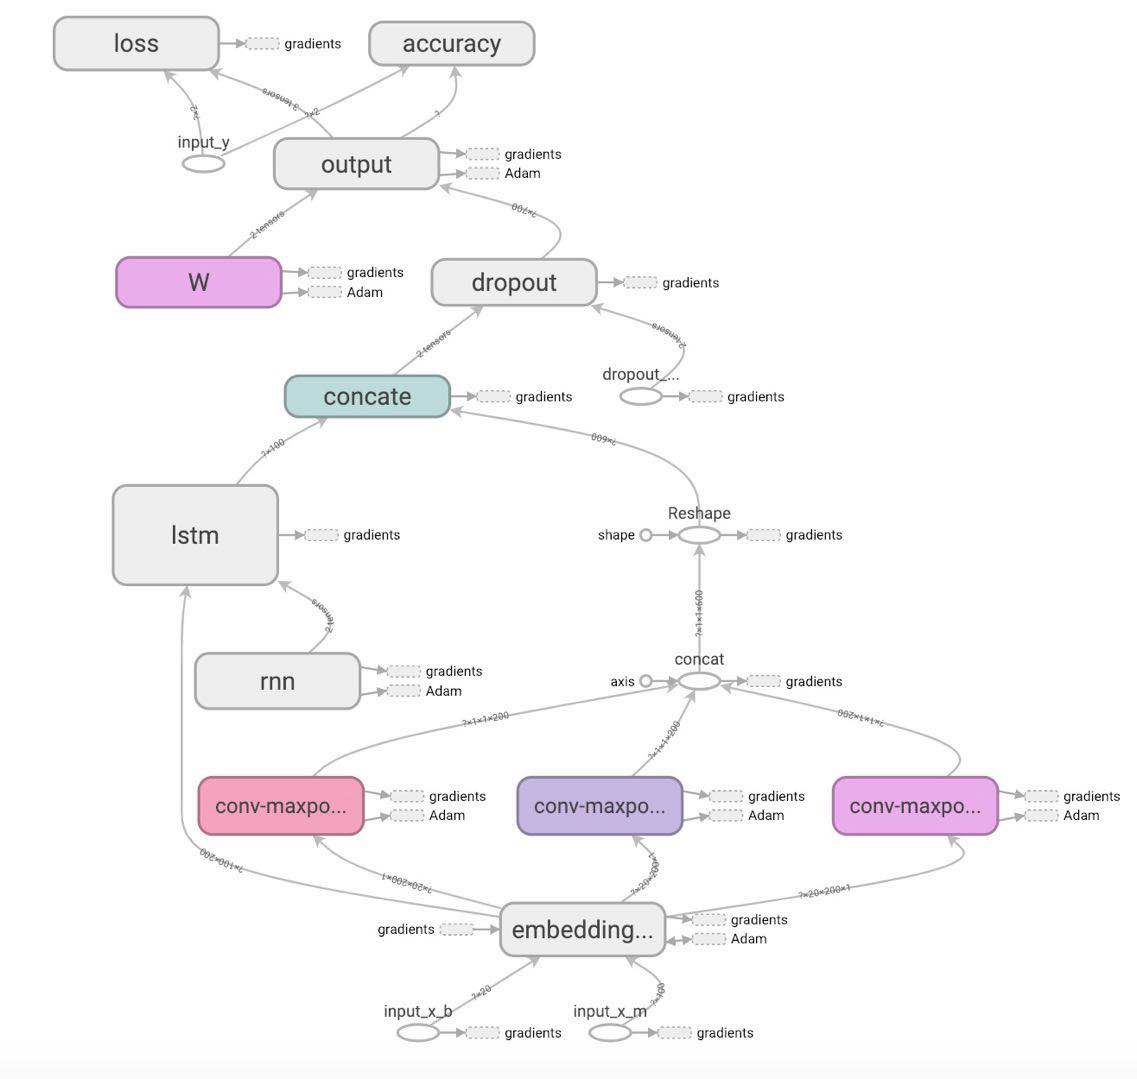 loss
gradients
accuracy
?×2
3 tensors
?×2
?
input_y
output
gradients
Adam
2 tensors
?×700
W
gradients
Adam
dropout
gradients
2 tensors
2 tensors
dropout_...
concate
gradients
gradients
?×100
?×600
lstm
gradients
Reshape
shape
gradients
12 tensors
?×1×1×600
rnn
gradients
Adam
concat
axis
gradients
?×1×1×200
?×1×1×200
?×1×1×200
conv-maxpo...
gradients
Adam
conv-maxpo...
gradients
Adam
conv-maxpo...
gradients
Adam
?×100×200
?×20×200×1
?×20×200×1
?×20×200×1
gradients
embedding...
gradients
Adam
?×20
?×100
input_x_b
gradients
input_x_m
gradients